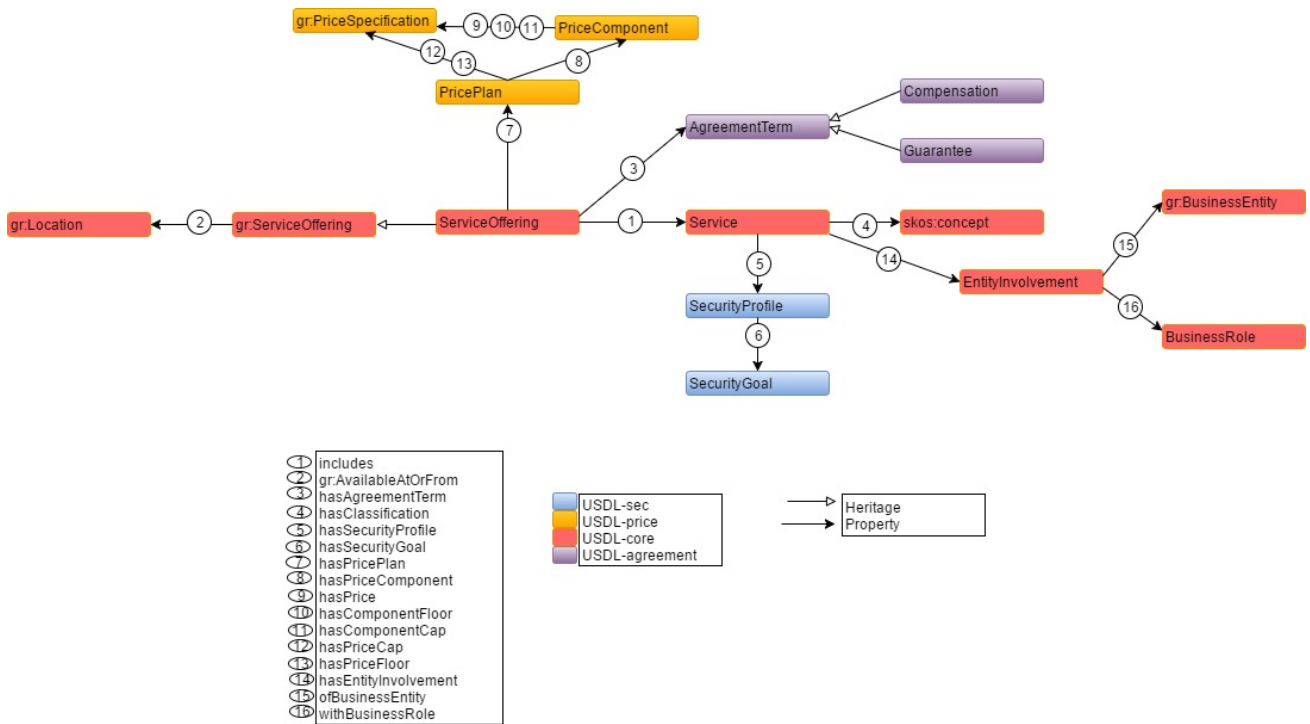 gr:PriceSpecification
9
10
11
PriceComponent
12
13
8
PricePlan
7
Compensation
AgreementTerm
3
Guarantee
gr:Location
2
gr:ServiceOffering
ServiceOffering
1
Service
4
skos:concept
gr:BusinessEntity
15
5
14
EntityInvolvement
SecurityProfile
16
6
BusinessRole
SecurityGoal
1 includes
2 gr:AvailableAtOrFrom
3 hasAgreementTerm
4 hasClassification
5 hasSecurityProfile
6 hasSecurityGoal
7 hasPricePlan
8 hasPriceComponent
9 hasPrice
10 hasComponentFloor
11 hasComponentCap
12 hasPriceCap
13 hasPriceFloor
14 hasEntityInvolvement
15 ofBusinessEntity
16 withBusinessRole
USDL-sec
USDL-price
USDL-core
USDL-agreement
Heritage
Property